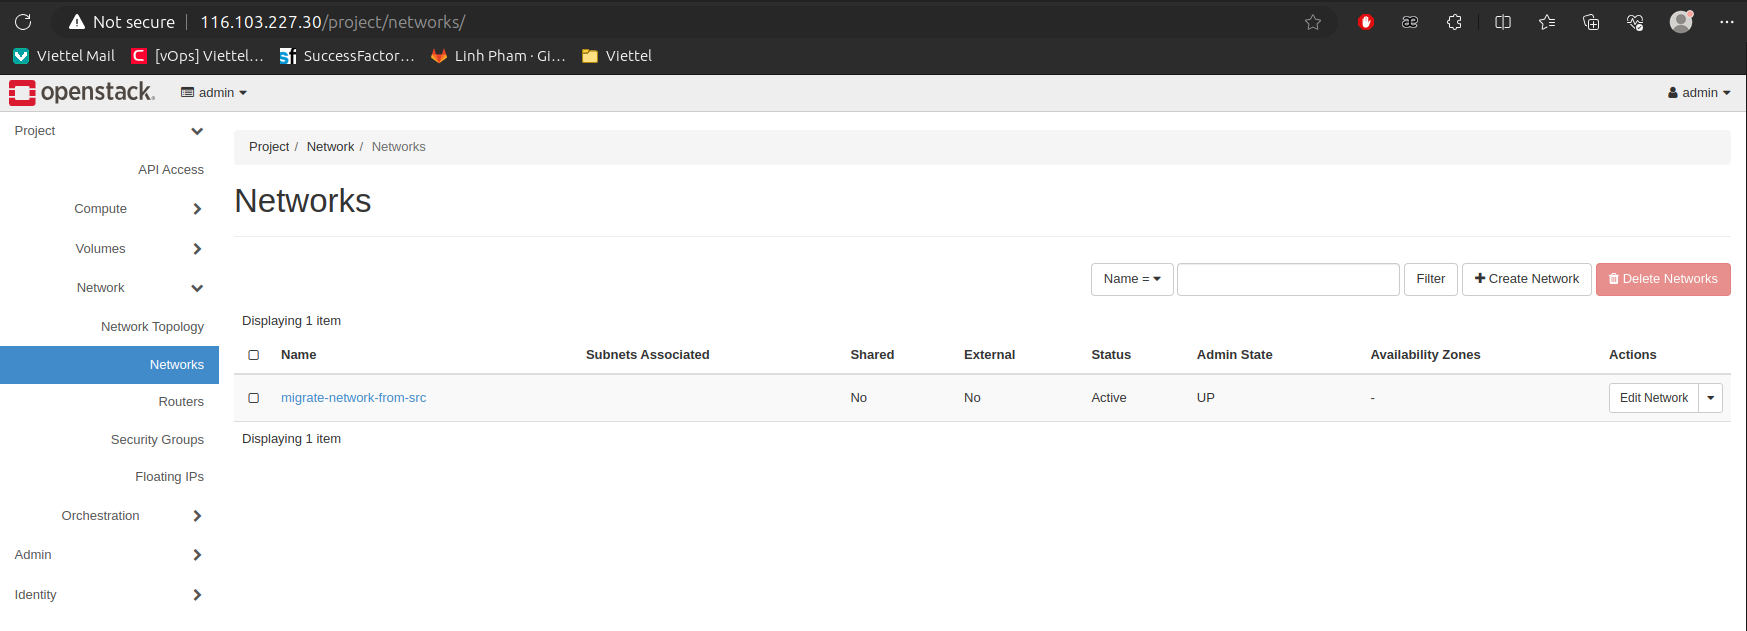 Not secure 116.103.227.30/project/networks/
Viettel Mail [vOps] Viettel... SuccessFactor... Linh Pham · Gi... Viettel
openstack. admin admin
Project
API Access
Compute
Volumes
Network
Network Topology
Networks
Routers
Security Groups
Floating IPs
Orchestration
Admin
Identity
Project / Network / Networks
Networks
Name = Filter Create Network Delete Networks
Displaying 1 item
Name Subnets Associated Shared External Status Admin State Availability Zones Actions
migrate-network-from-src No No Active UP - Edit Network
Displaying 1 item